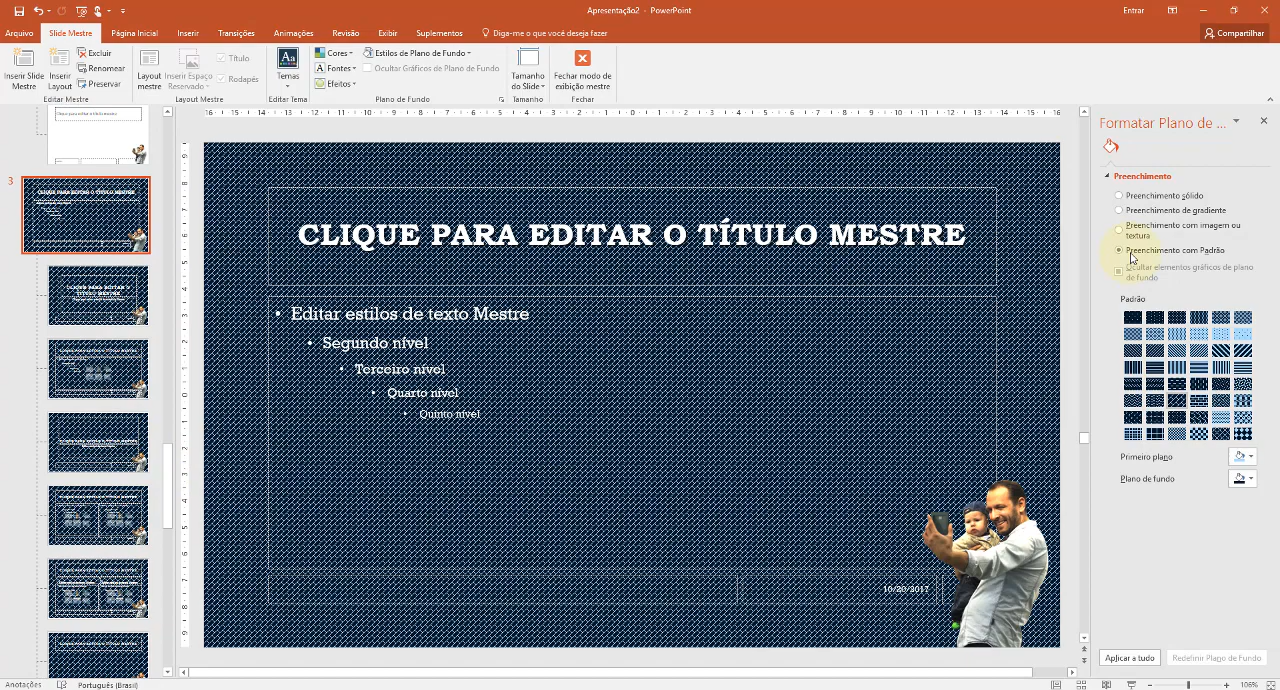 Apresentação2 - PowerPoint
Entrar
Arquivo
Slide Mestre
Página Inicial
Inserir
Transições
Animações
Revisão
Exibir
Suplementos
Diga-me o que você deseja fazer
Compartilhar
Inserir Slide Mestre
Inserir Layout
Excluir
Renomear
Preservar
Editar Mestre
Layout mestre
Inserir Espaço Reservado
Título
Rodapés
Layout Mestre
Aa
Temas
Editar Tema
Cores
Fontes
Efeitos
Estilos de Plano de Fundo
Ocultar Gráficos de Plano de Fundo
Plano de Fundo
Tamanho do Slide
Tamanho
Fechar modo de exibição mestre
Fechar
3
CLIQUE PARA EDITAR O TÍTULO MESTRE
• Editar estilos de texto Mestre
• Segundo nível
• Terceiro nível
• Quarto nível
• Quinto nível
10/20/2017
Formatar Plano de ...
Preenchimento
Preenchimento sólido
Preenchimento de gradiente
Preenchimento com imagem ou
textura
Preenchimento com Padrão
Ocultar elementos gráficos de plano
de fundo
Padrão
Primeiro plano
Plano de fundo
Aplicar a tudo
Redefinir Plano de Fundo
Anotações
Português (Brasil)
106%